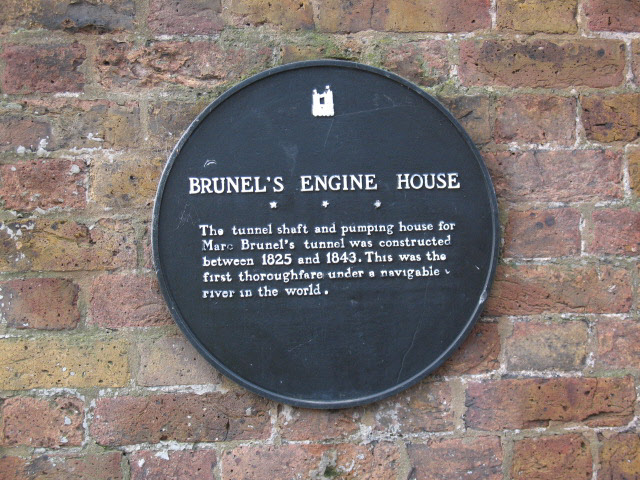 BRUNEL'S ENGINE HOUSE
The tunnel shaft and pumping house for
Marc Brunel's tunnel was constructed
between 1825 and 1843. This was the
first thoroughfare under a navigable
river in the world.